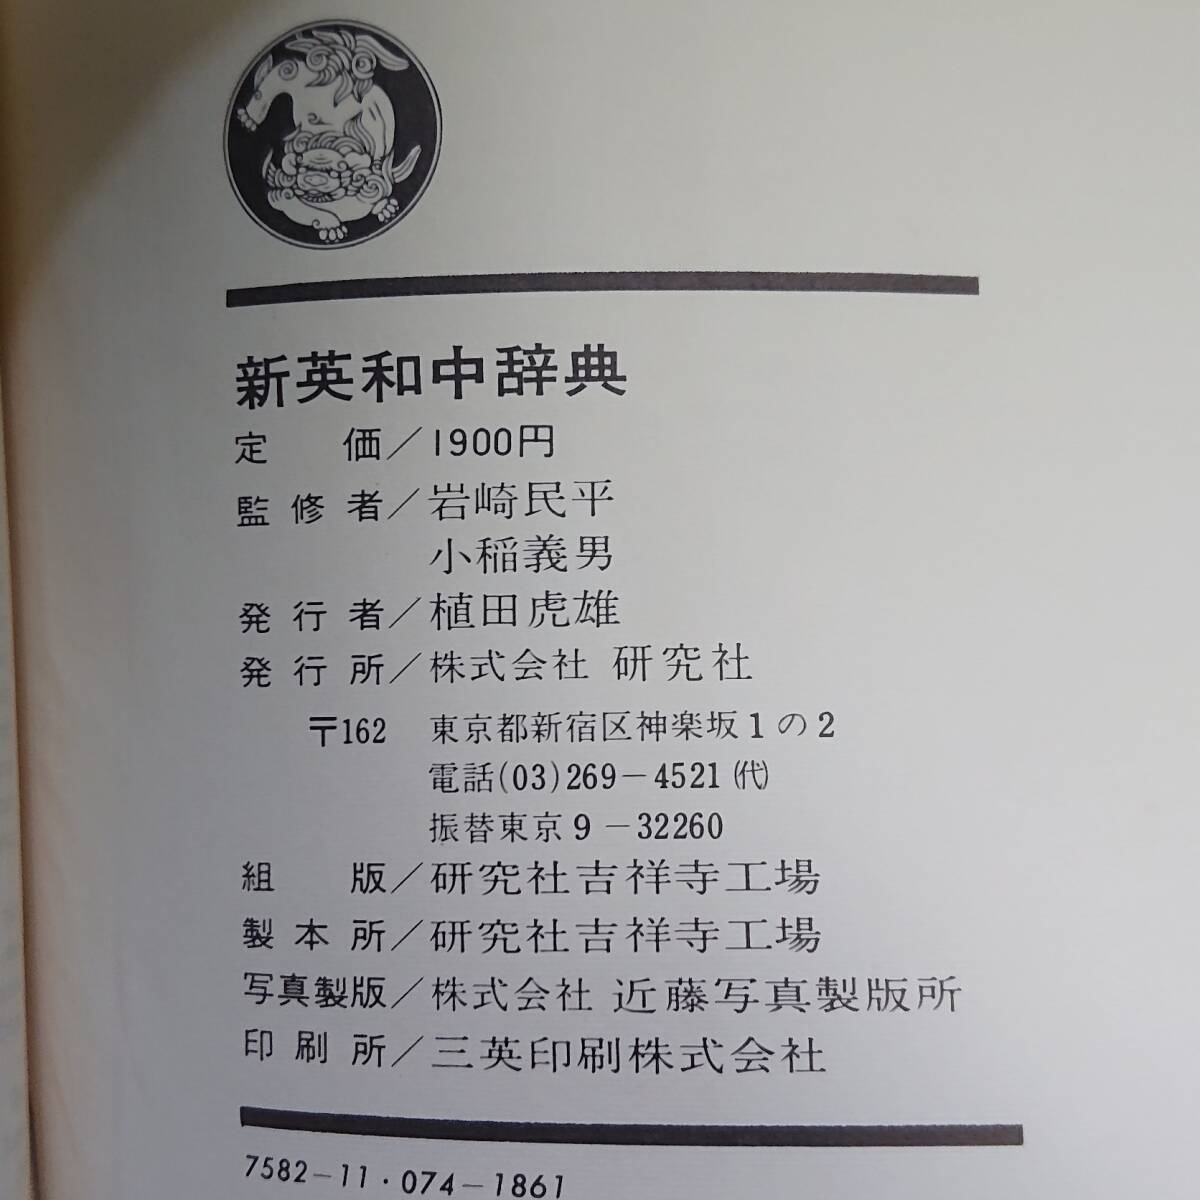 新英和中辞典
定 価／1900円
監修者／岩崎民平
小稲義男
発行者／植田虎雄
発行所／株式会社 研究社
〒162 東京都新宿区神楽坂1の2
電話(03)269－4521㈹
振替東京9－32260
組 版／研究社吉祥寺工場
製本所／研究社吉祥寺工場
写真製版／株式会社 近藤写真製版所
印刷所／三英印刷株式会社
7582－11・074－1861